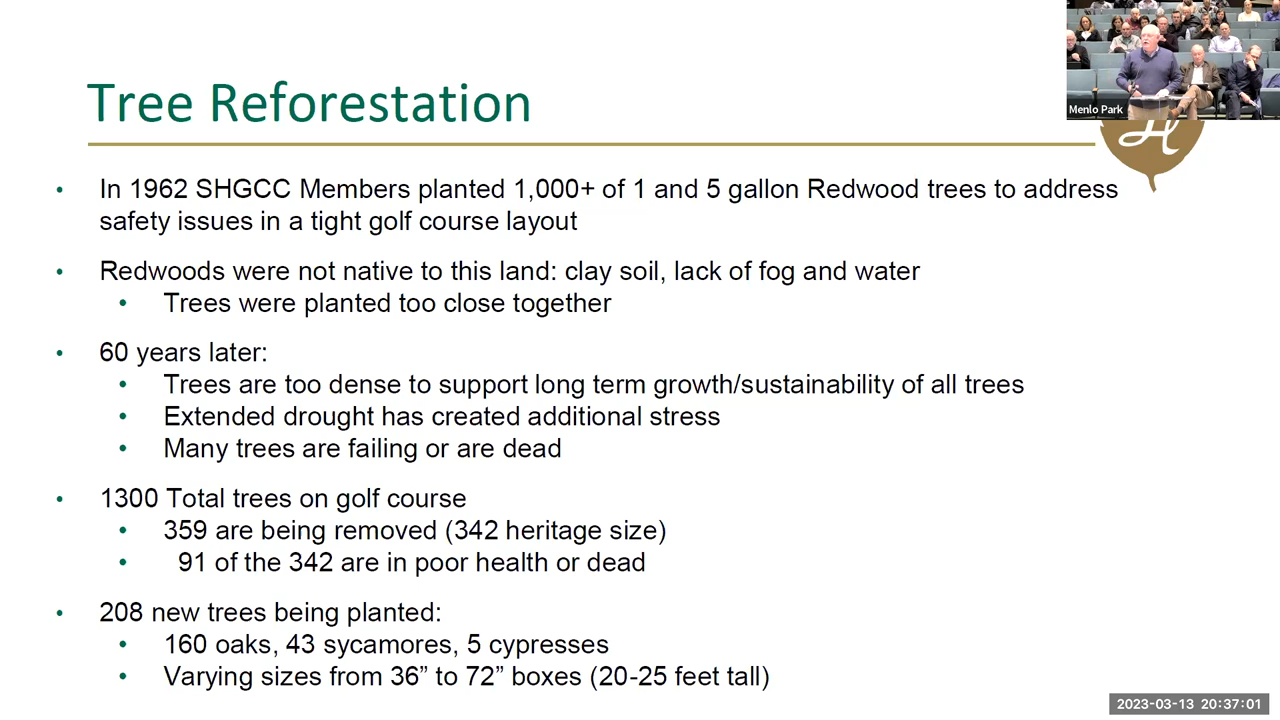 Tree Reforestation
Menlo Park
H
• In 1962 SHGCC Members planted 1,000+ of 1 and 5 gallon Redwood trees to address
safety issues in a tight golf course layout
• Redwoods were not native to this land: clay soil, lack of fog and water
• Trees were planted too close together
• 60 years later:
• Trees are too dense to support long term growth/sustainability of all trees
• Extended drought has created additional stress
• Many trees are failing or are dead
• 1300 Total trees on golf course
• 359 are being removed (342 heritage size)
• 91 of the 342 are in poor health or dead
• 208 new trees being planted:
• 160 oaks, 43 sycamores, 5 cypresses
• Varying sizes from 36” to 72” boxes (20-25 feet tall)
2023-03-13 20:37:01